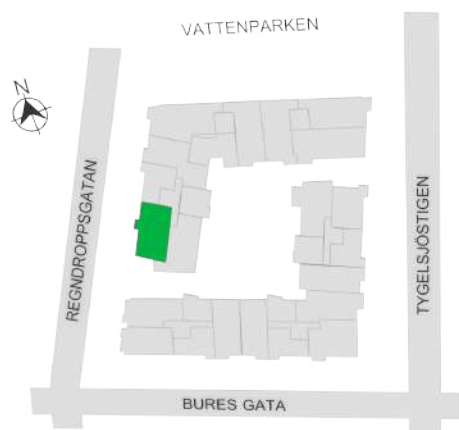 VATTENPARKEN
N
REGNDROPPSGATAN
TYGELSJÖSTIGEN
BURES GATA